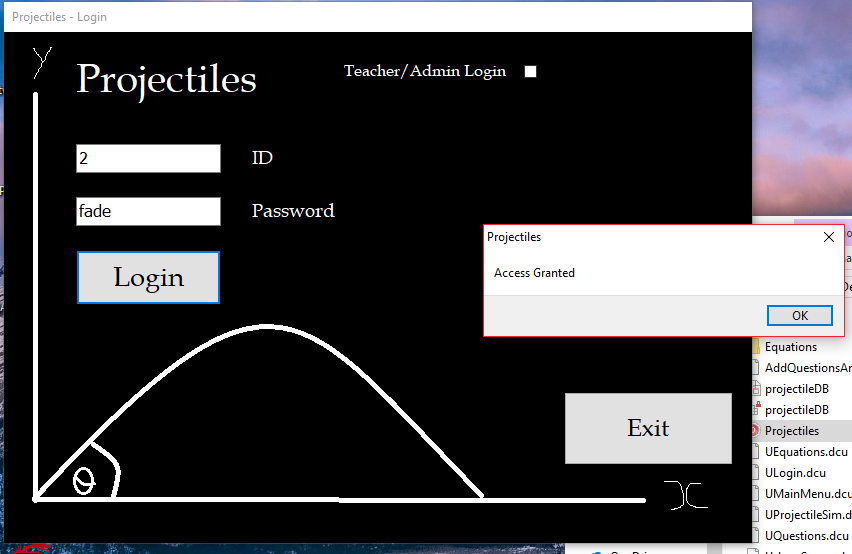 Projectiles - Login
y
Projectiles
Teacher/Admin Login
2
ID
fade
Password
Login
Projectiles
Access Granted
OK
Equations
AddQuestionsAn
projectileDB
projectileDB
Projectiles
UEquations.dcu
ULogin.dcu
UMainMenu.dcu
UProjectileSim.d
UQuestions.dcu
Exit
θ
x